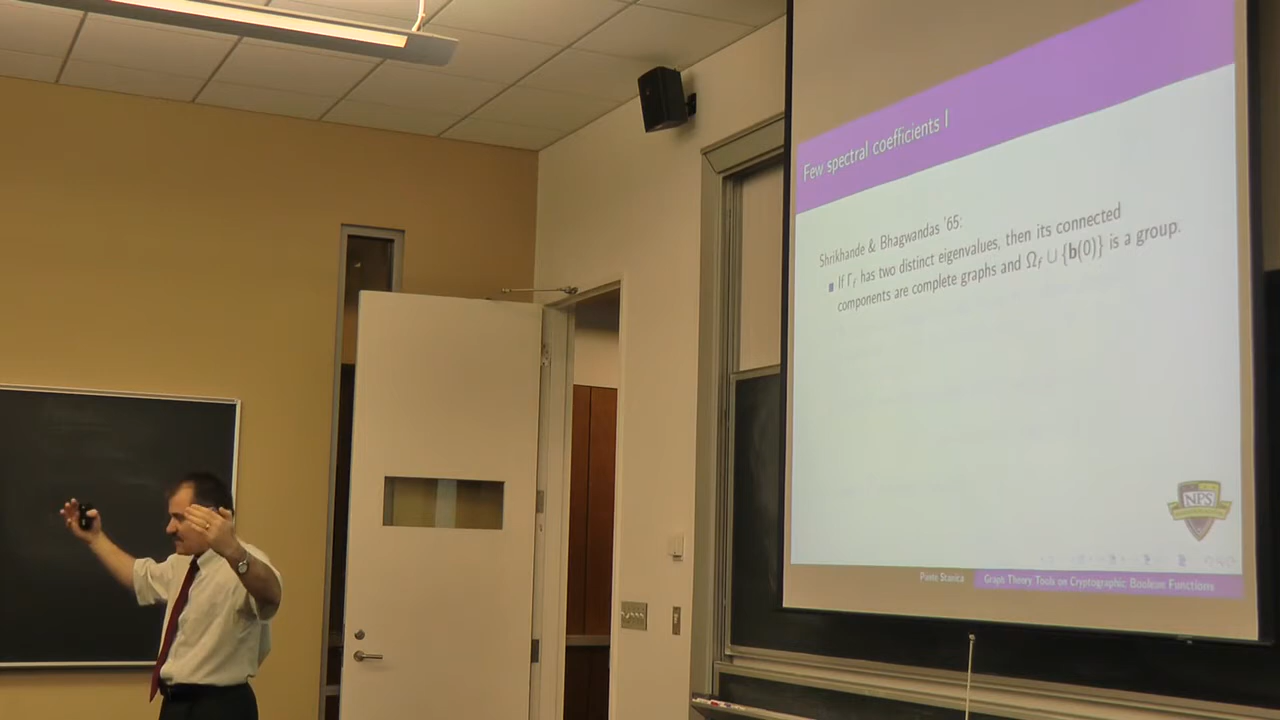 Few spectral coefficients I
Shrikhande & Bhagwandas '65:
If Γf has two distinct eigenvalues, then its connected
components are complete graphs and Ωf ∪ {b(0)} is a group.
NPS
Pante Stanica Graph Theory Tools on Cryptographic Boolean Functions